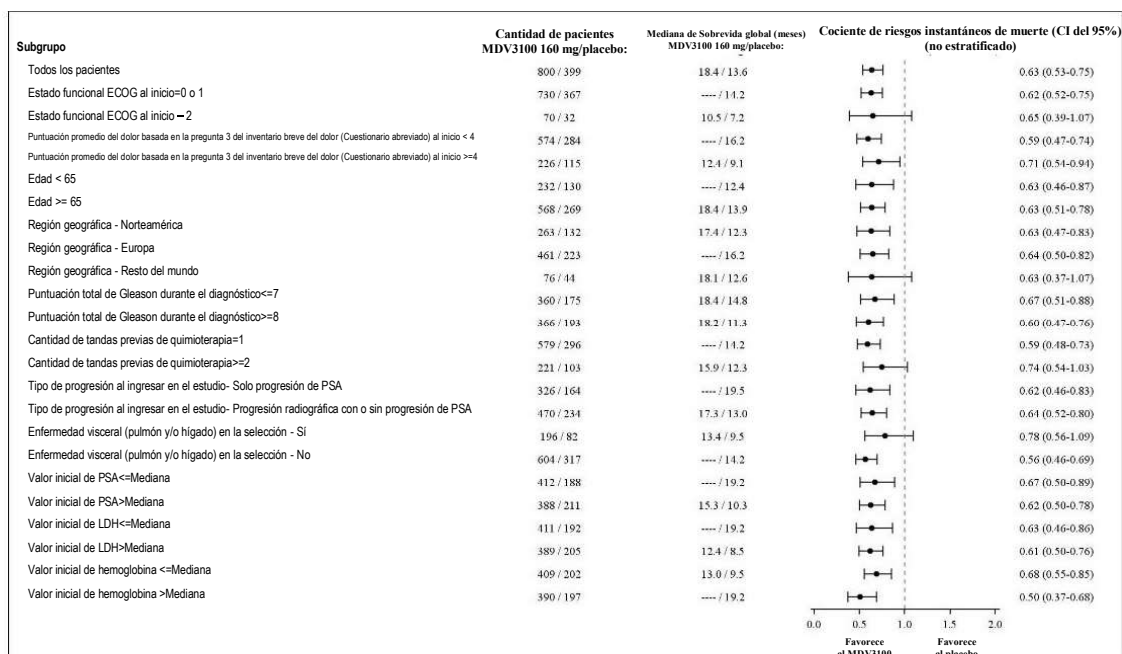 Subgrupo Cantidad de pacientes MDV3100 160 mg/placebo: Mediana de Sobrevida global (meses) MDV3100 160 mg/placebo: Cociente de riesgos instantáneos de muerte (CI del 95%) (no estratificado)
Todos los pacientes 800 / 399 18.4 / 13.6 0.63 (0.53-0.75)
Estado funcional ECOG al inicio=0 o 1 730 / 367 ---- / 14.2 0.62 (0.52-0.75)
Estado funcional ECOG al inicio – 2 70 / 32 10.5 / 7.2 0.65 (0.39-1.07)
Puntuación promedio del dolor basada en la pregunta 3 del inventario breve del dolor (Cuestionario abreviado) al inicio < 4 574 / 284 ---- / 16.2 0.59 (0.47-0.74)
Puntuación promedio del dolor basada en la pregunta 3 del inventario breve del dolor (Cuestionario abreviado) al inicio >=4 226 / 115 12.4 / 9.1 0.71 (0.54-0.94)
Edad < 65 232 / 130 ---- / 12.4 0.63 (0.46-0.87)
Edad >= 65 568 / 269 18.4 / 13.9 0.63 (0.51-0.78)
Región geográfica - Norteamérica 263 / 132 17.4 / 12.3 0.63 (0.47-0.83)
Región geográfica - Europa 461 / 223 ---- / 16.2 0.64 (0.50-0.82)
Región geográfica - Resto del mundo 76 / 44 18.1 / 12.6 0.63 (0.37-1.07)
Puntuación total de Gleason durante el diagnóstico<=7 360 / 175 18.4 / 14.8 0.67 (0.51-0.88)
Puntuación total de Gleason durante el diagnóstico>=8 366 / 193 18.2 / 11.3 0.60 (0.47-0.76)
Cantidad de tandas previas de quimioterapia=1 579 / 296 ---- / 14.2 0.59 (0.48-0.73)
Cantidad de tandas previas de quimioterapia>=2 221 / 103 15.9 / 12.3 0.74 (0.54-1.03)
Tipo de progresión al ingresar en el estudio- Solo progresión de PSA 326 / 164 ---- / 19.5 0.62 (0.46-0.83)
Tipo de progresión al ingresar en el estudio- Progresión radiográfica con o sin progresión de PSA 470 / 234 17.3 / 13.0 0.64 (0.52-0.80)
Enfermedad visceral (pulmón y/o hígado) en la selección - Sí 196 / 82 13.4 / 9.5 0.78 (0.56-1.09)
Enfermedad visceral (pulmón y/o hígado) en la selección - No 604 / 317 ---- / 14.2 0.56 (0.46-0.69)
Valor inicial de PSA<=Mediana 412 / 188 ---- / 19.2 0.67 (0.50-0.89)
Valor inicial de PSA>Mediana 388 / 211 15.3 / 10.3 0.62 (0.50-0.78)
Valor inicial de LDH<=Mediana 411 / 192 ---- / 19.2 0.63 (0.46-0.86)
Valor inicial de LDH>Mediana 389 / 205 12.4 / 8.5 0.61 (0.50-0.76)
Valor inicial de hemoglobina <=Mediana 409 / 202 13.0 / 9.5 0.68 (0.55-0.85)
Valor inicial de hemoglobina >Mediana 390 / 197 ---- / 19.2 0.50 (0.37-0.68)
0.0 0.5 1.0 1.5 2.0
Favorece al MDV3100 Favorece al placebo